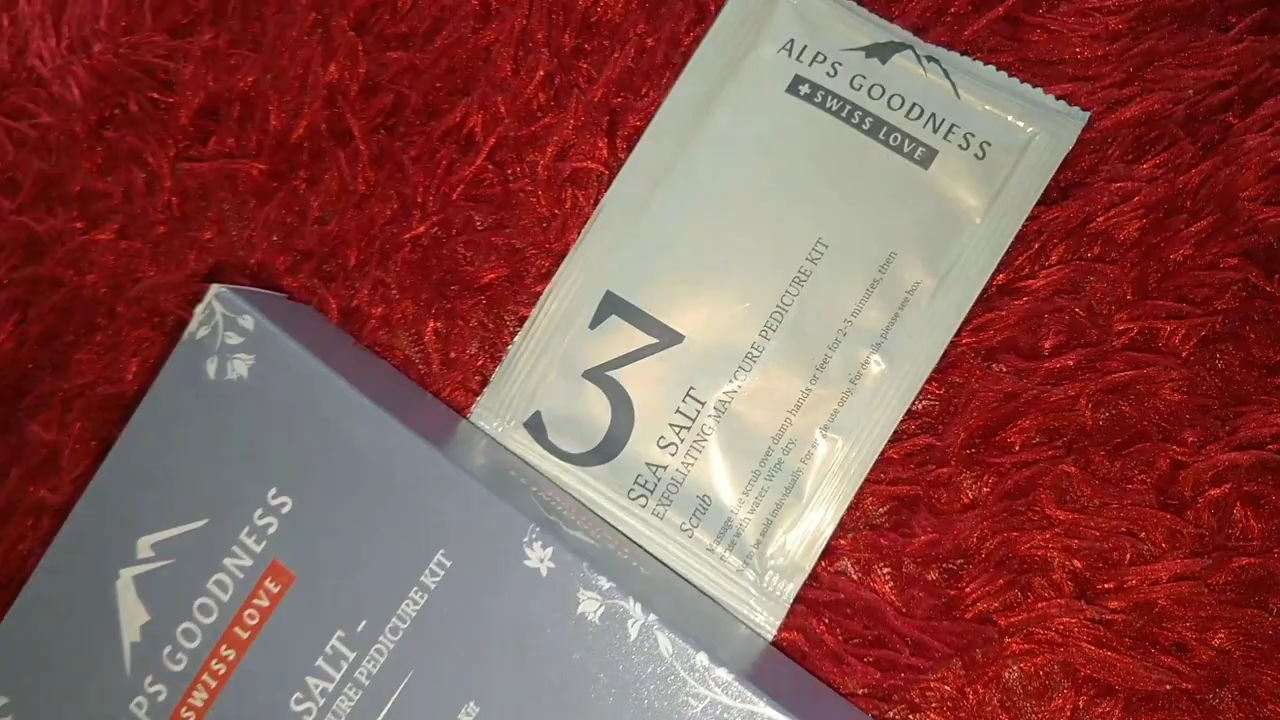 ALPS GOODNESS
SWISS LOVE
3
SEA SALT
EXFOLIATING MANICURE PEDICURE KIT
Scrub
Massage the scrub over damp hands or feet for 2-3 minutes, then
rinse with water. Wipe dry.
Not to be sold individually. For single use only. For details, please see box.
PS GOODNESS
SWISS LOVE
SALT -
URE PEDICURE KIT
Kit